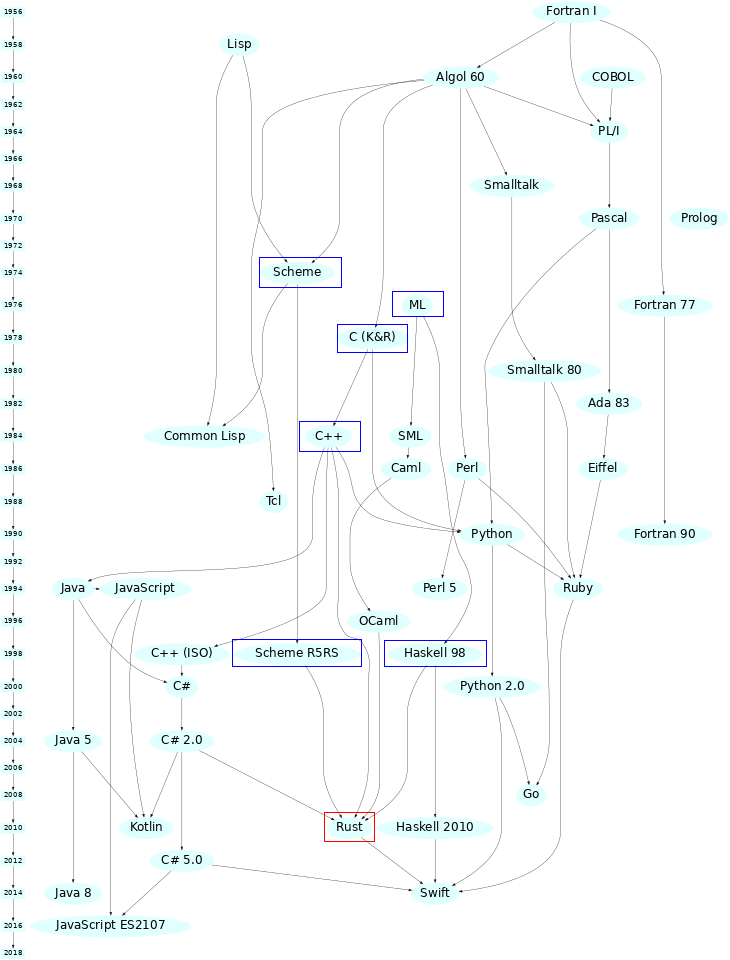 1956
Fortran I
1958
Lisp
1960
Algol 60
COBOL
1962
1964
PL/I
1966
1968
Smalltalk
1970
Pascal
Prolog
1972
1974
Scheme
1976
ML
Fortran 77
1978
C (K&R)
1980
Smalltalk 80
1982
Ada 83
1984
Common Lisp
C++
SML
1986
Caml
Perl
Eiffel
1988
Tcl
1990
Python
Fortran 90
1992
1994
Java
JavaScript
Perl 5
Ruby
1996
OCaml
1998
C++ (ISO)
Scheme R5RS
Haskell 98
2000
C#
Python 2.0
2002
2004
Java 5
C# 2.0
2006
2008
Go
2010
Kotlin
Rust
Haskell 2010
2012
C# 5.0
2014
Java 8
Swift
2016
JavaScript ES2107
2018